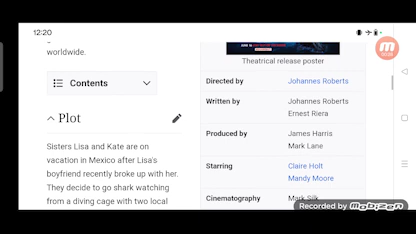 12:20
worldwide.
Contents
Plot
Sisters Lisa and Kate are on
vacation in Mexico after Lisa's
boyfriend recently broke up with her.
They decide to go shark watching
from a diving cage with two local
Theatrical release poster
Directed by Johannes Roberts
Written by Johannes Roberts
Ernest Riera
Produced by James Harris
Mark Lane
Starring Claire Holt
Mandy Moore
Cinematography Mark Silk
Recorded by MOBIZEN